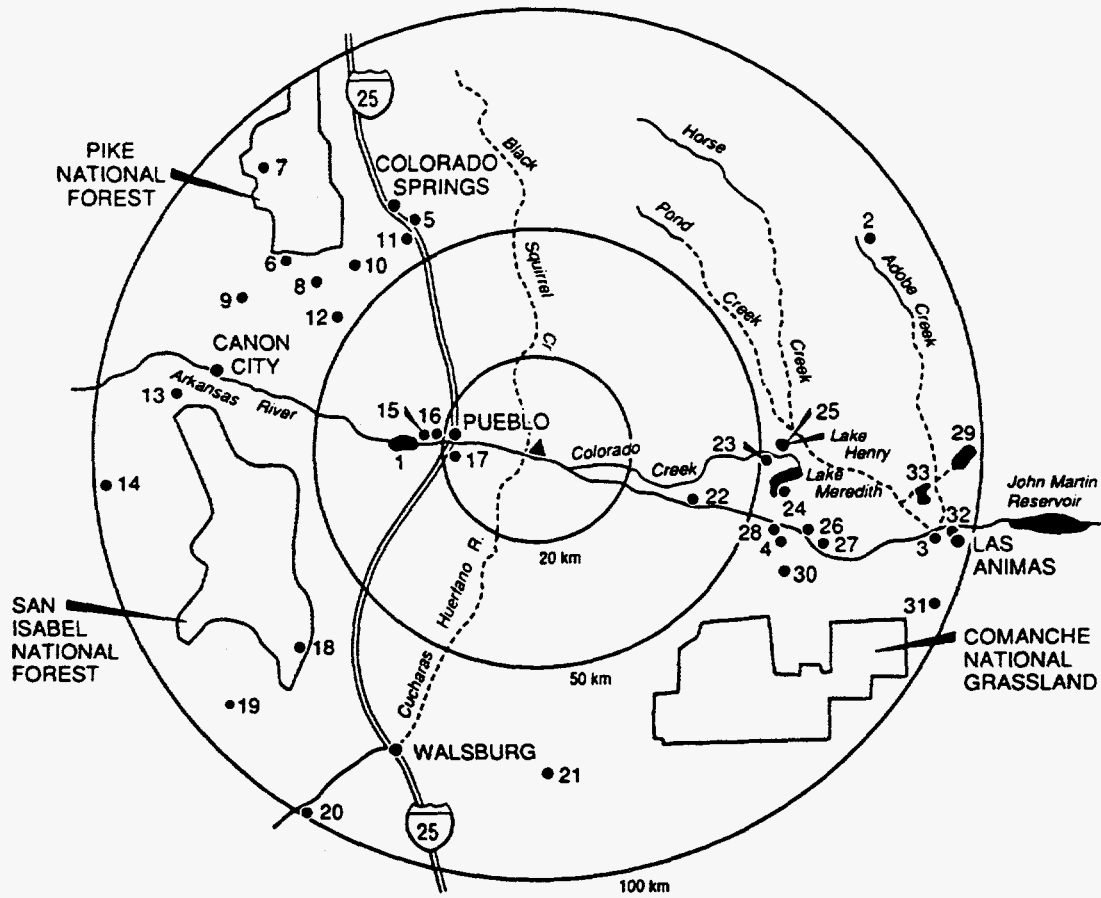 25
PIKE
NATIONAL
FOREST
7
COLORADO
SPRINGS
5
11
6
10
8
9
12
Black
Squirrel
Cr
Horse
Creek
Pond
Creek
2
Adobe
Creek
CANON
CITY
Arkansas River
13
14
15
16
PUEBLO
1
17
Colorado
Creek
25
Lake
Henry
23
Lake
Meredith
24
22
29
33
John Martin
Reservoir
28
26
4
27
3
32
LAS
ANIMAS
30
31
20 km
Cucharas Huerfano R.
SAN
ISABEL
NATIONAL
FOREST
18
19
50 km
COMANCHE
NATIONAL
GRASSLAND
WALSBURG
21
20
25
100 km